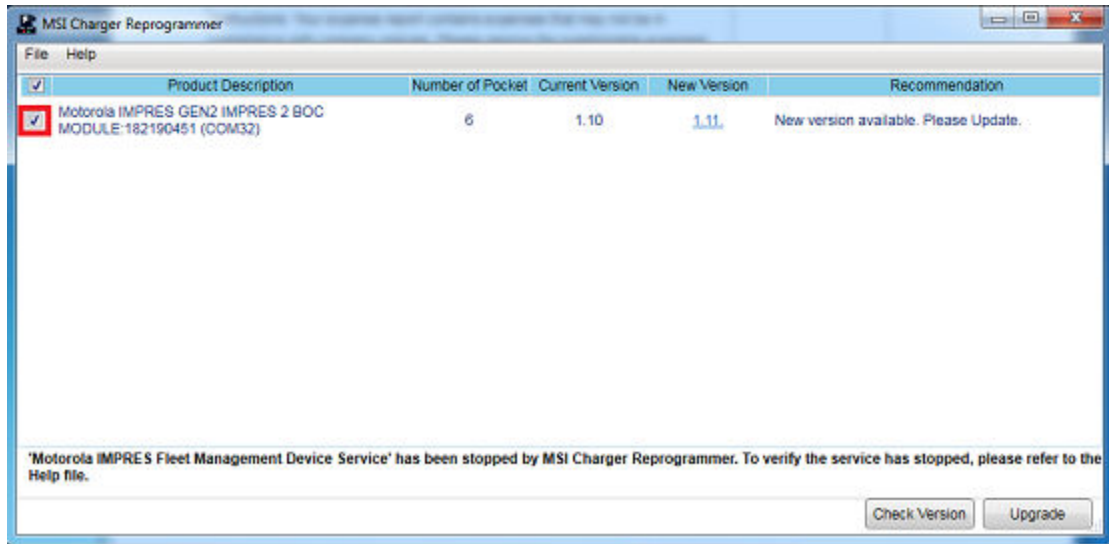 MSI Charger Reprogrammer
File Help
Product Description Number of Pocket Current Version New Version Recommendation
Motorola IMPRES GEN2 IMPRES 2 BOC
MODULE:182190451 (COM32) 6 1.10 1.11. New version available. Please Update.
'Motorola IMPRES Fleet Management Device Service' has been stopped by MSI Charger Reprogrammer. To verify the service has stopped, please refer to the
Help file.
Check Version Upgrade